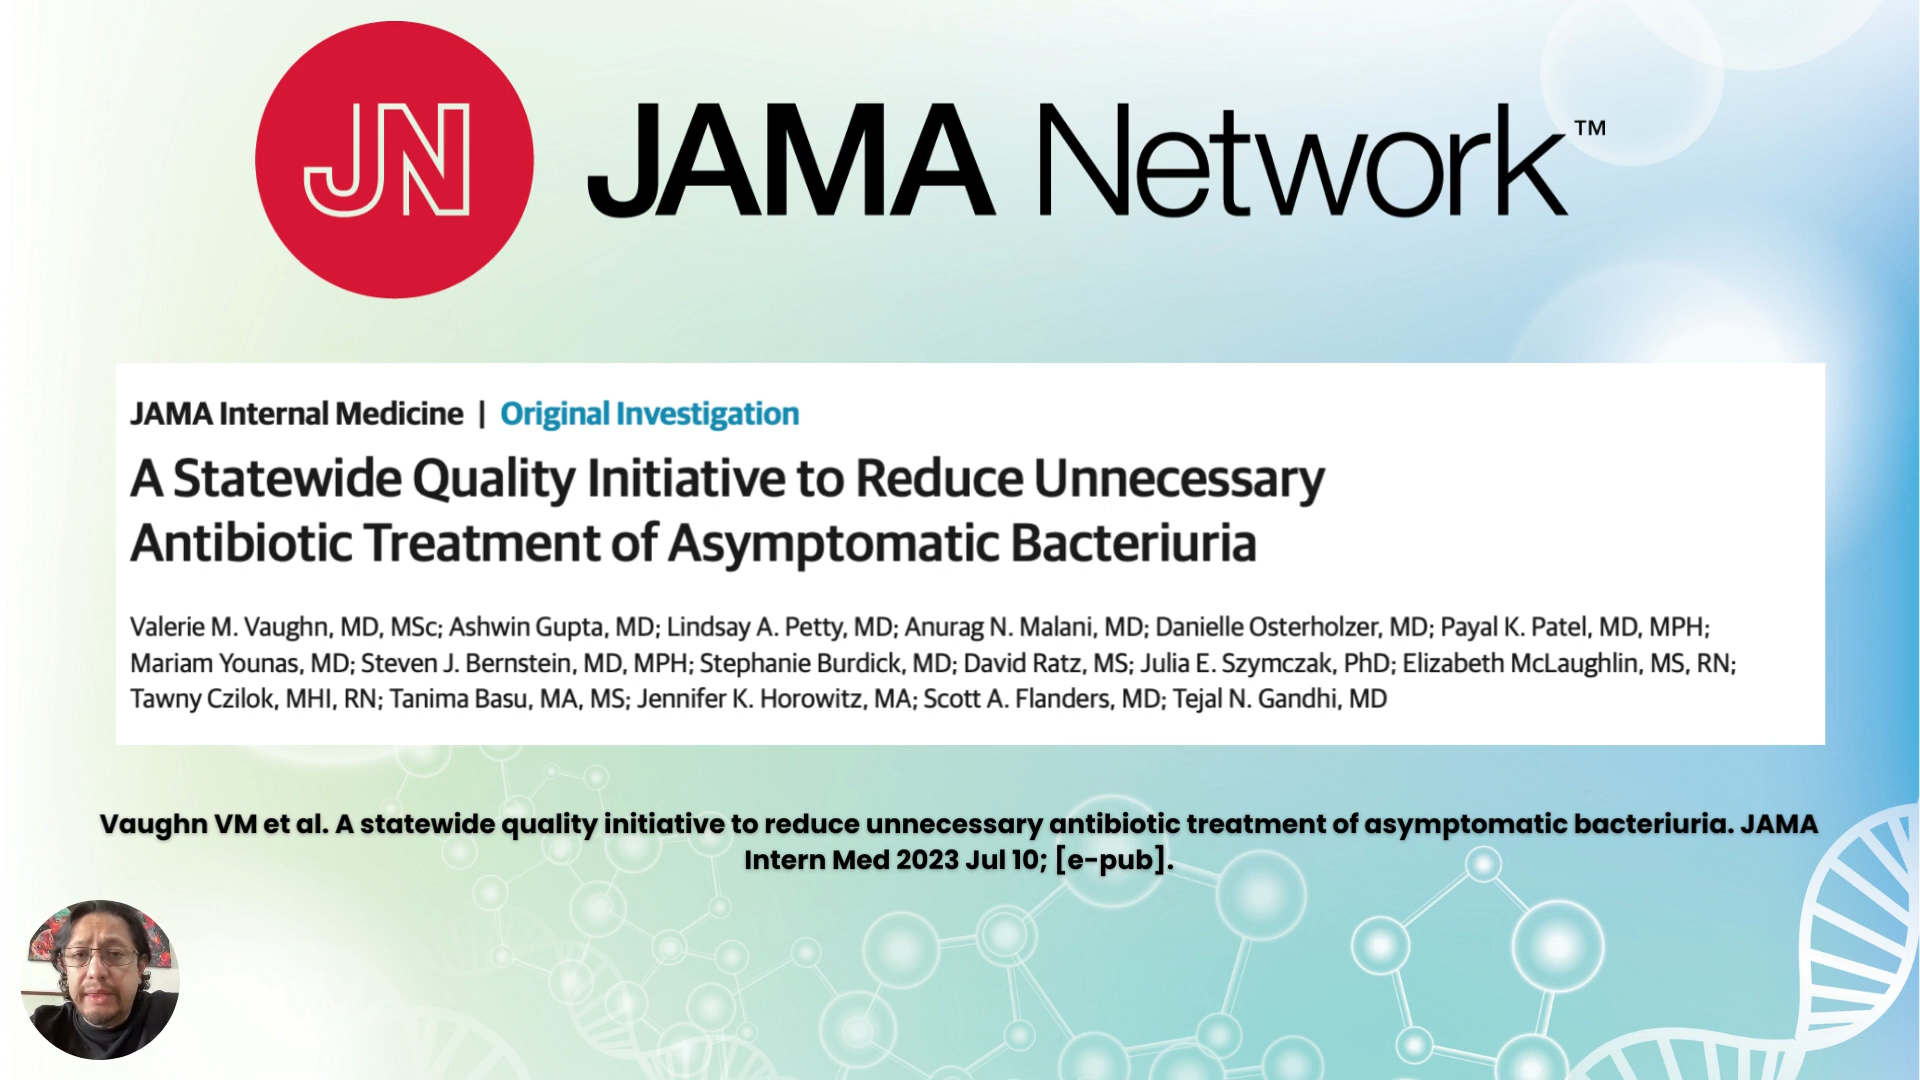 JN JAMA Network™
JAMA Internal Medicine | Original Investigation
A Statewide Quality Initiative to Reduce Unnecessary
Antibiotic Treatment of Asymptomatic Bacteriuria
Valerie M. Vaughn, MD, MSc; Ashwin Gupta, MD; Lindsay A. Petty, MD; Anurag N. Malani, MD; Danielle Osterholzer, MD; Payal K. Patel, MD, MPH;
Mariam Younas, MD; Steven J. Bernstein, MD, MPH; Stephanie Burdick, MD; David Ratz, MS; Julia E. Szymczak, PhD; Elizabeth McLaughlin, MS, RN;
Tawny Czilok, MHI, RN; Tanima Basu, MA, MS; Jennifer K. Horowitz, MA; Scott A. Flanders, MD; Tejal N. Gandhi, MD
Vaughn VM et al. A statewide quality initiative to reduce unnecessary antibiotic treatment of asymptomatic bacteriuria. JAMA
Intern Med 2023 Jul 10; [e-pub].